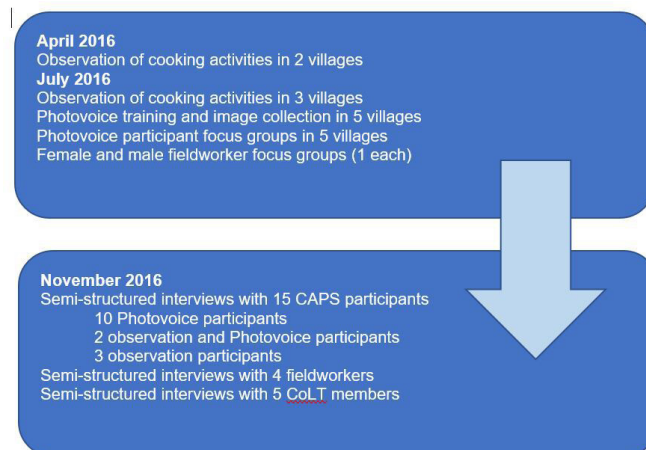 April 2016
Observation of cooking activities in 2 villages
July 2016
Observation of cooking activities in 3 villages
Photovoice training and image collection in 5 villages
Photovoice participant focus groups in 5 villages
Female and male fieldworker focus groups (1 each)
November 2016
Semi-structured interviews with 15 CAPS participants
10 Photovoice participants
2 observation and Photovoice participants
3 observation participants
Semi-structured interviews with 4 fieldworkers
Semi-structured interviews with 5 CoLT members